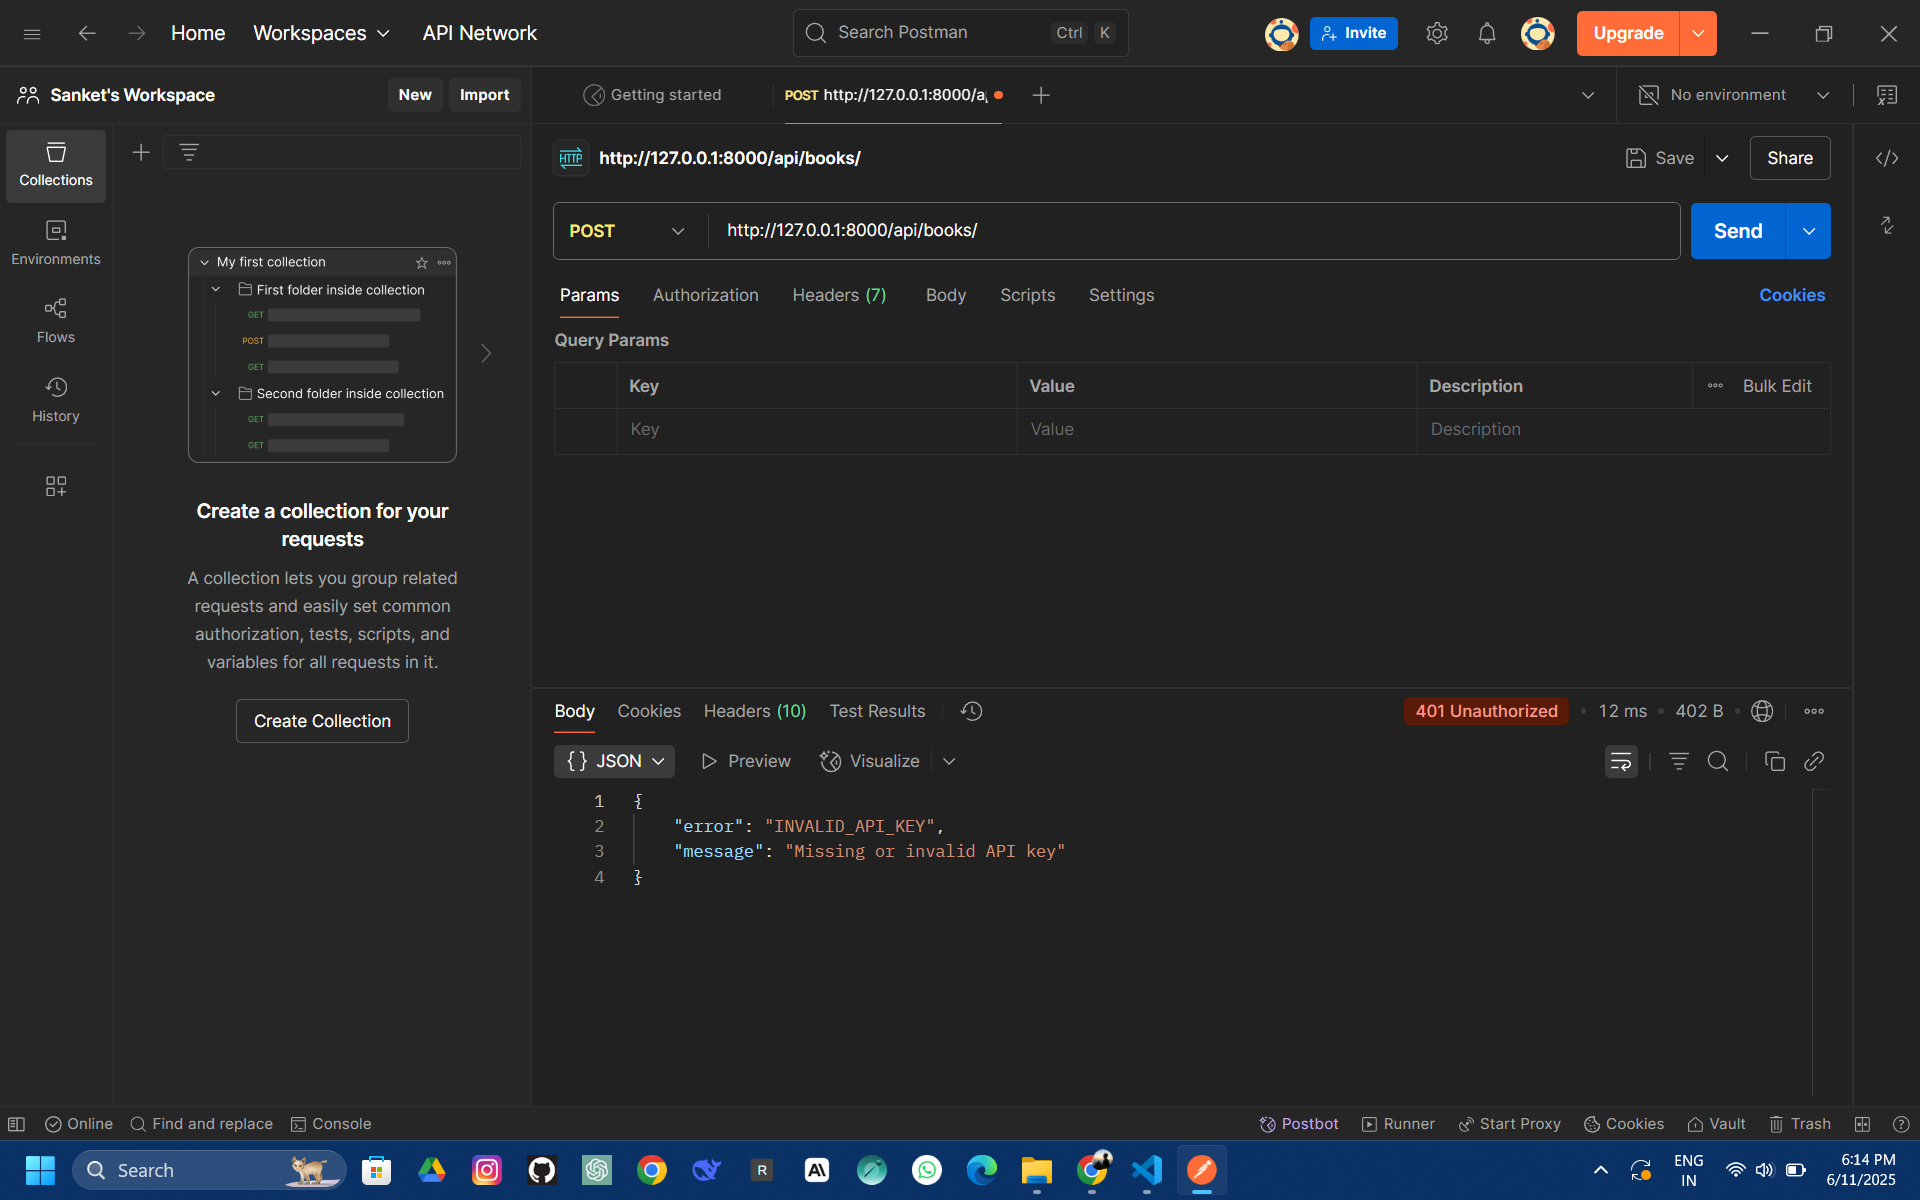 Home
Workspaces
API Network
Search Postman
Ctrl
K
Invite
Upgrade
Sanket's Workspace
New
Import
Getting started
POST http://127.0.0.1:8000/a
No environment
Collections
Environments
Flows
History
My first collection
First folder inside collection
GET
POST
GET
Second folder inside collection
GET
GET
Create a collection for your
requests
A collection lets you group related
requests and easily set common
authorization, tests, scripts, and
variables for all requests in it.
Create Collection
HTTP
http://127.0.0.1:8000/api/books/
Save
Share
POST
http://127.0.0.1:8000/api/books/
Send
Params
Authorization
Headers (7)
Body
Scripts
Settings
Cookies
Query Params
Key
Value
Description
Bulk Edit
Key
Value
Description
Body
Cookies
Headers (10)
Test Results
401 Unauthorized
12 ms
402 B
{} JSON
Preview
Visualize
1 {
2 "error": "INVALID_API_KEY",
3 "message": "Missing or invalid API key"
4 }
Online
Find and replace
Console
Postbot
Runner
Start Proxy
Cookies
Vault
Trash
Search
R
ENG
IN
6:14 PM
6/11/2025